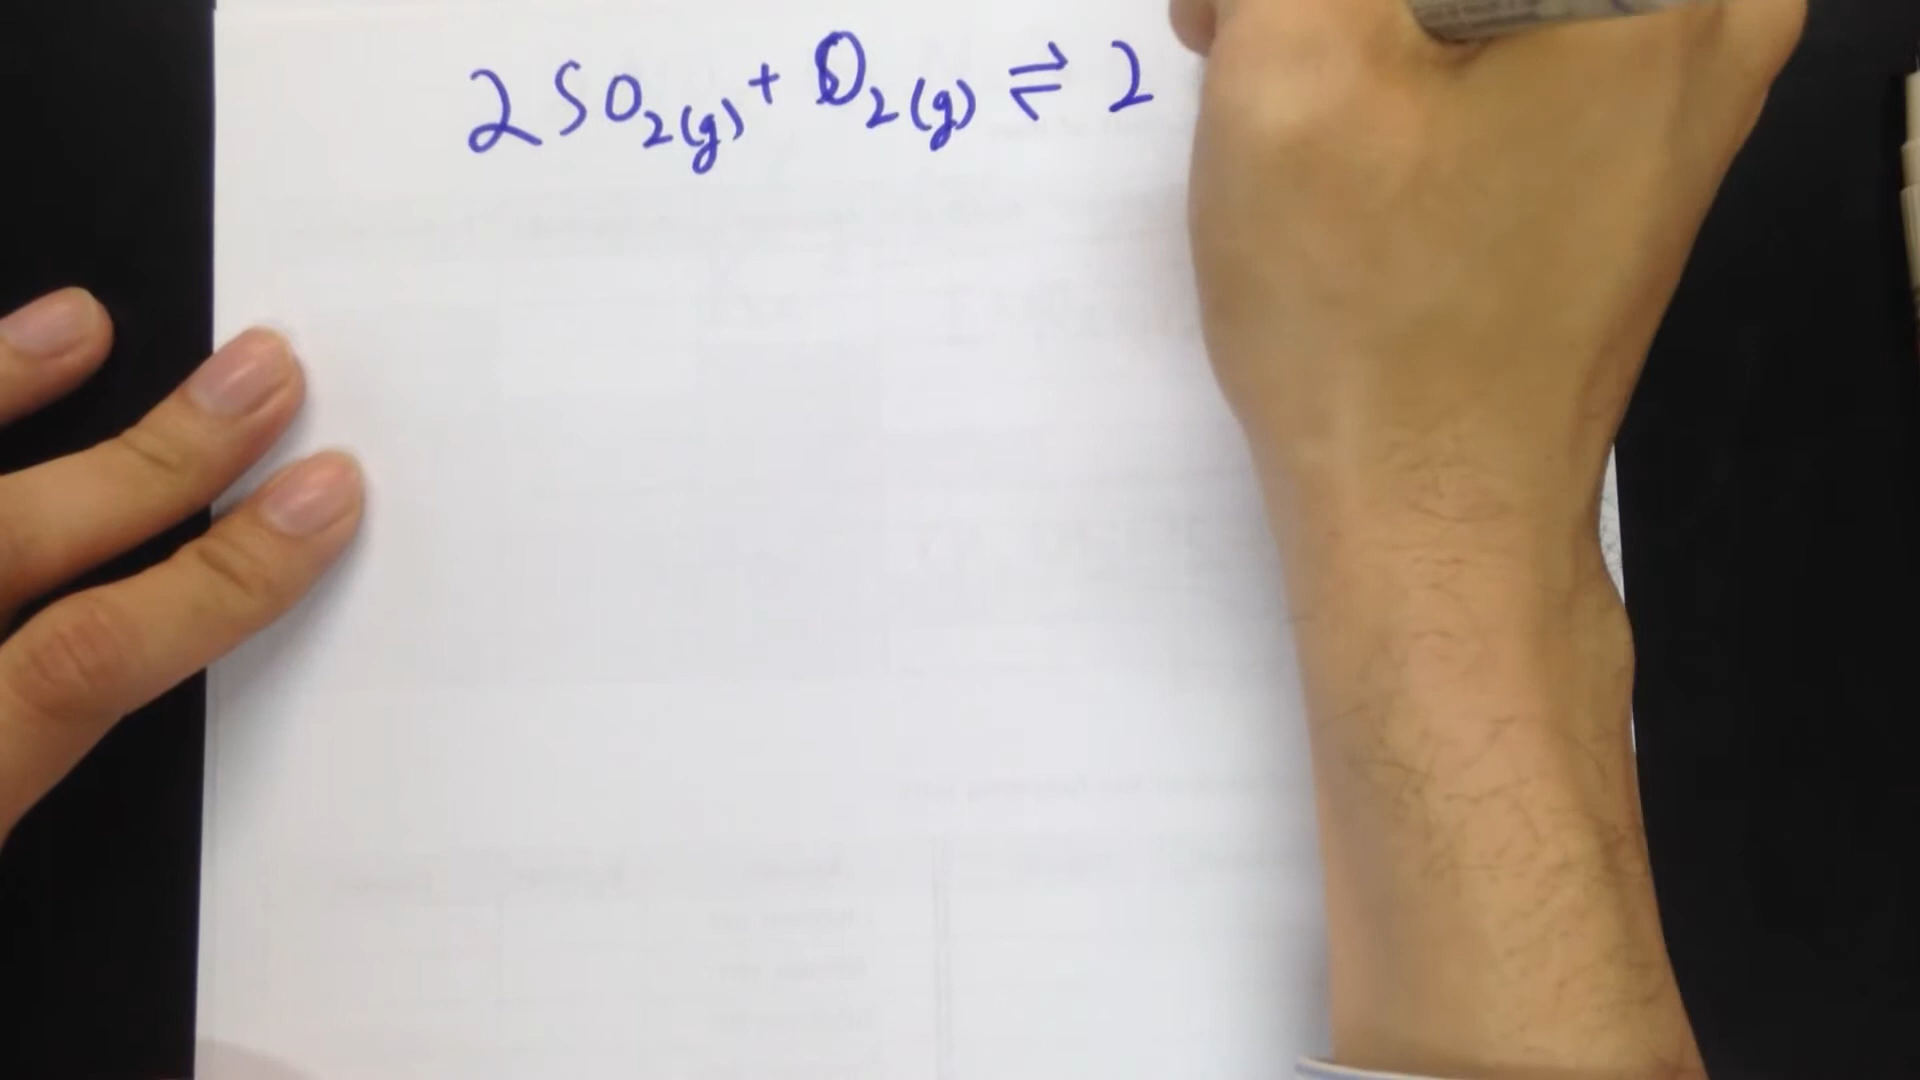 2SO₂(g) + O₂(g) ⇌ 2